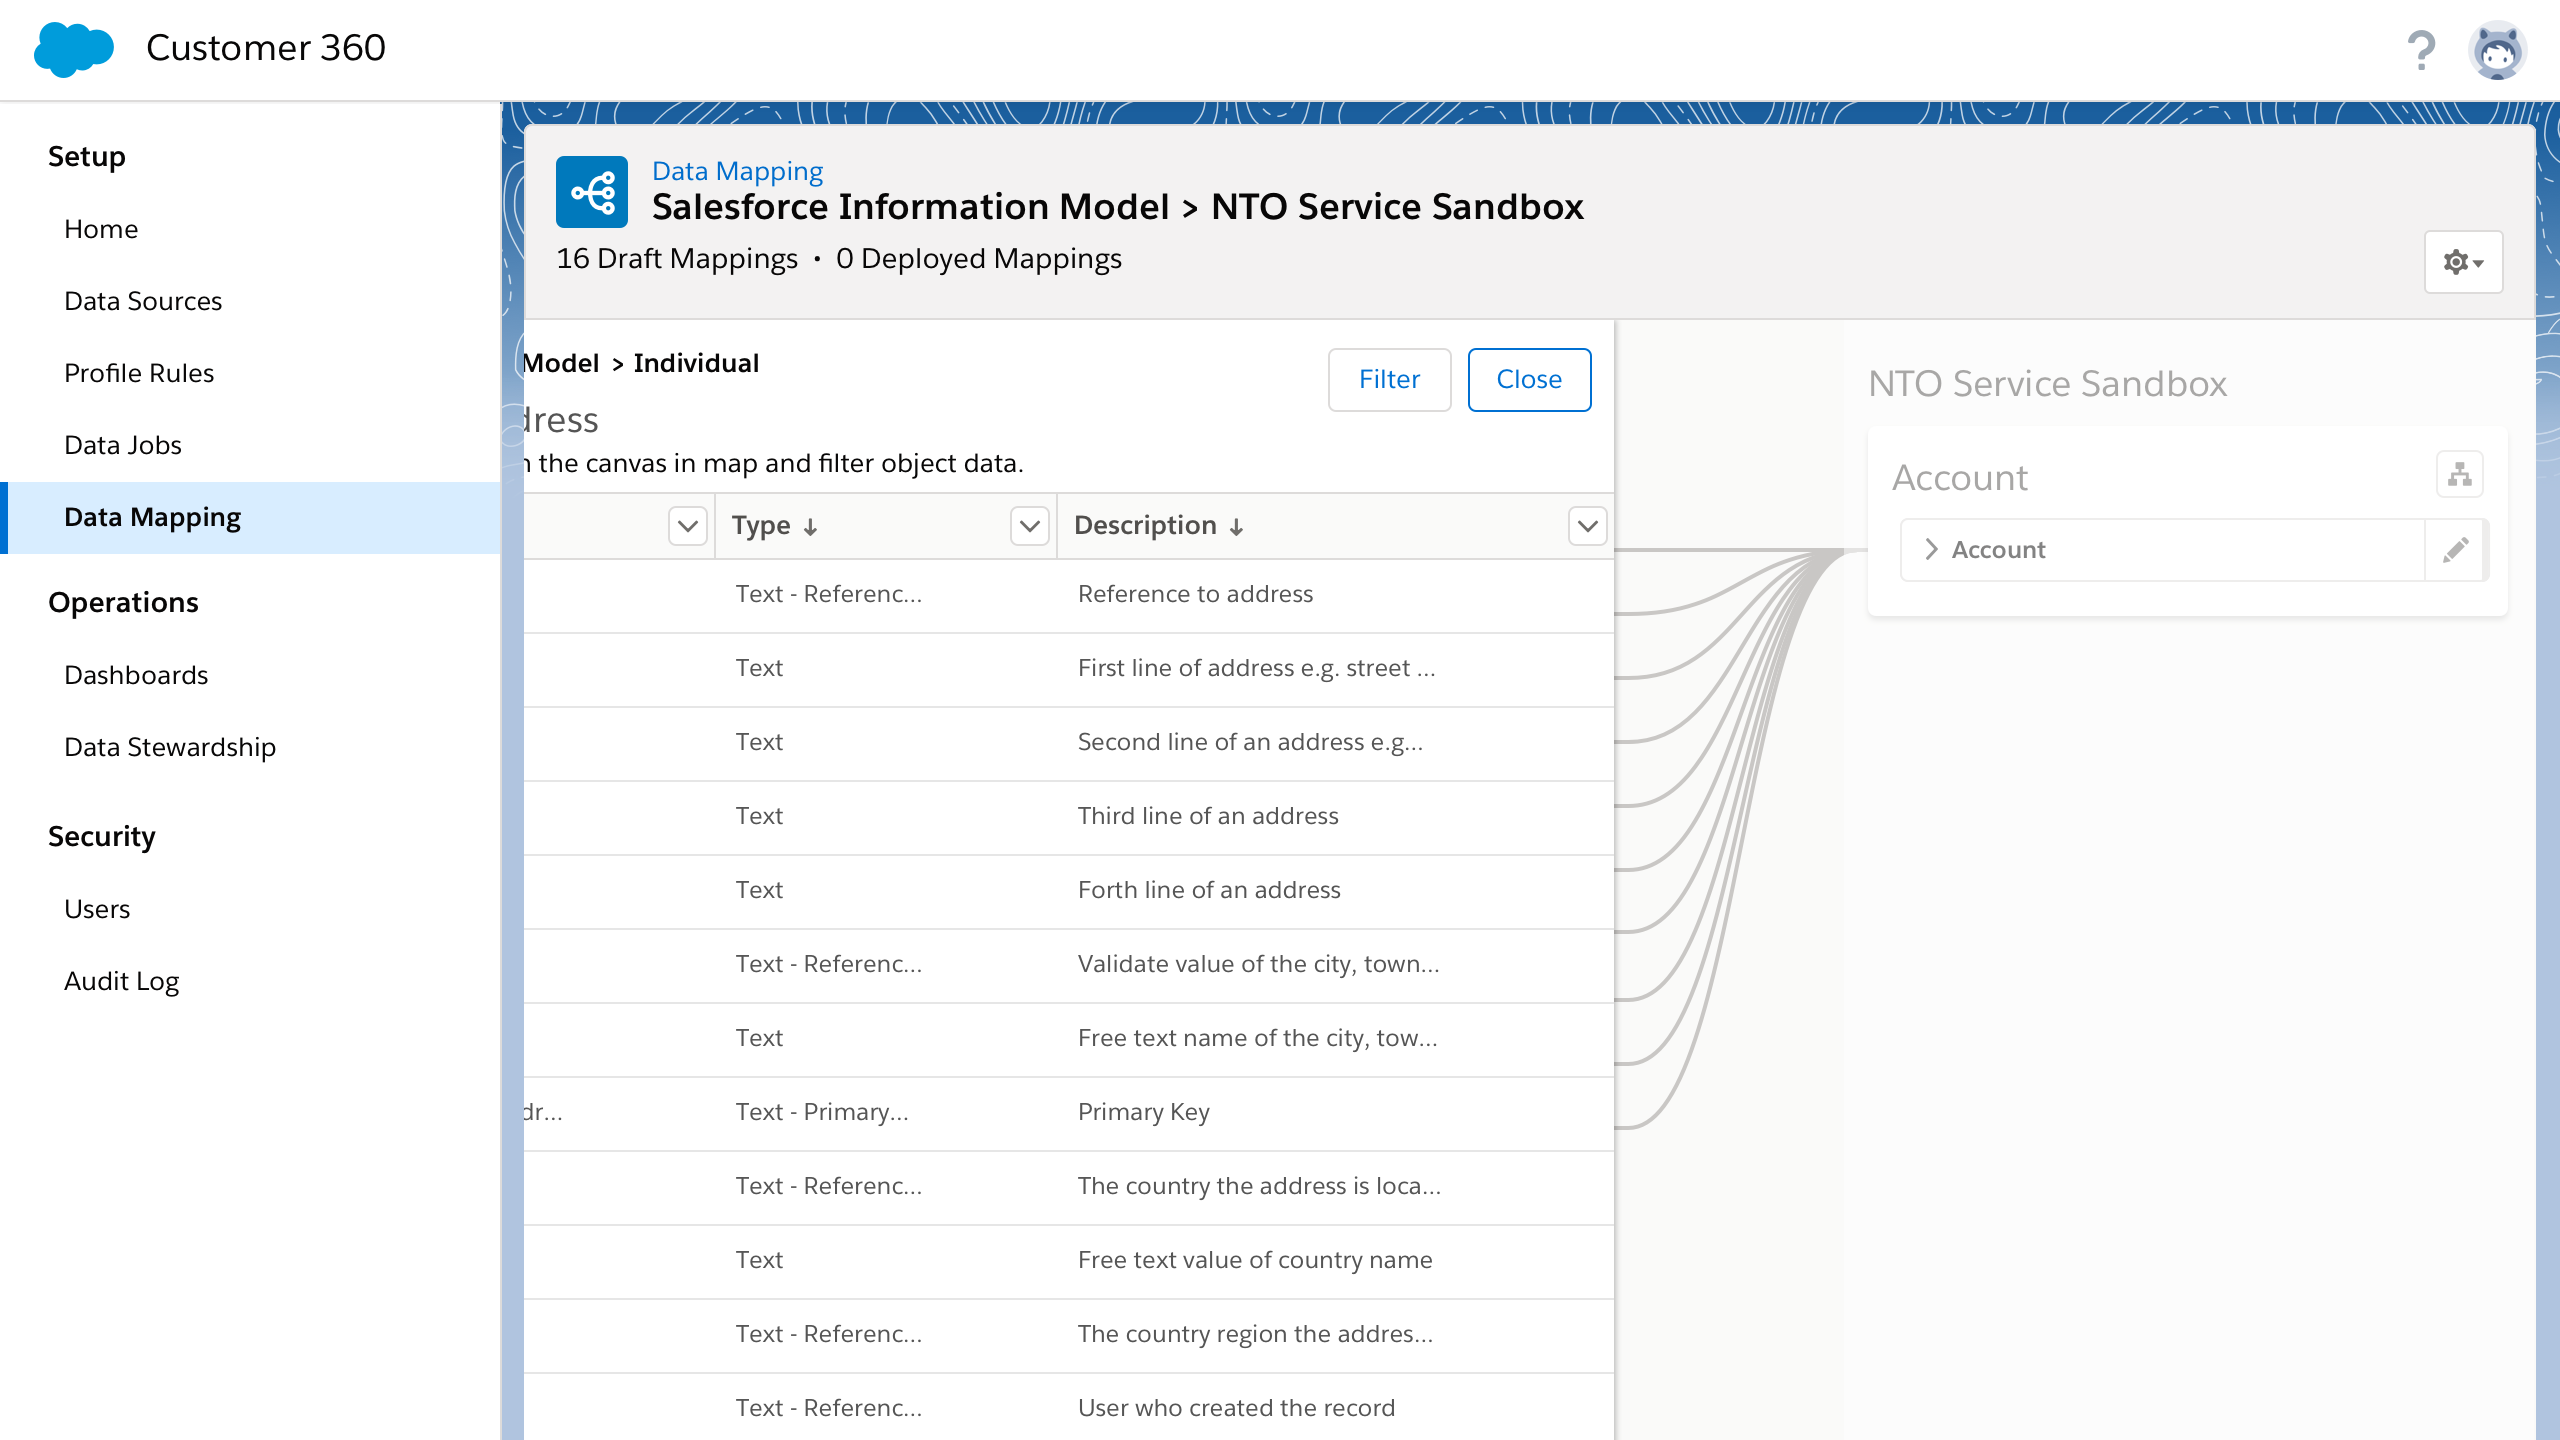 Customer 360
?
Setup
Home
Data Sources
Profile Rules
Data Jobs
Data Mapping
Operations
Dashboards
Data Stewardship
Security
Users
Audit Log
Data Mapping
Salesforce Information Model > NTO Service Sandbox
16 Draft Mappings • 0 Deployed Mappings
Model > Individual
Filter
Close
dress
n the canvas in map and filter object data.
Type ↓
Description ↓
Text - Referenc... Reference to address
Text First line of address e.g. street ...
Text Second line of an address e.g...
Text Third line of an address
Text Forth line of an address
Text - Referenc... Validate value of the city, town...
Text Free text name of the city, tow...
dr... Text - Primary... Primary Key
Text - Referenc... The country the address is loca...
Text Free text value of country name
Text - Referenc... The country region the addres...
Text - Referenc... User who created the record
NTO Service Sandbox
Account
Account